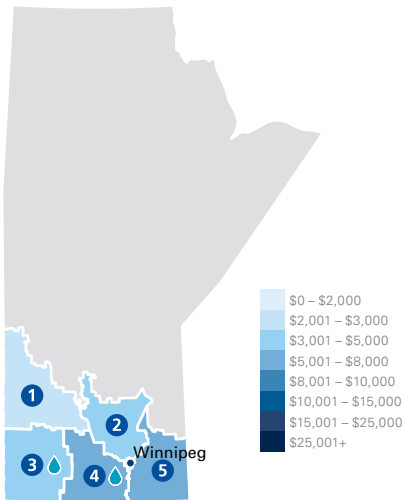 1
2
Winnipeg
3
4
5
$0 – $2,000
$2,001 – $3,000
$3,001 – $5,000
$5,001 – $8,000
$8,001 – $10,000
$10,001 – $15,000
$15,001 – $25,000
$25,001+